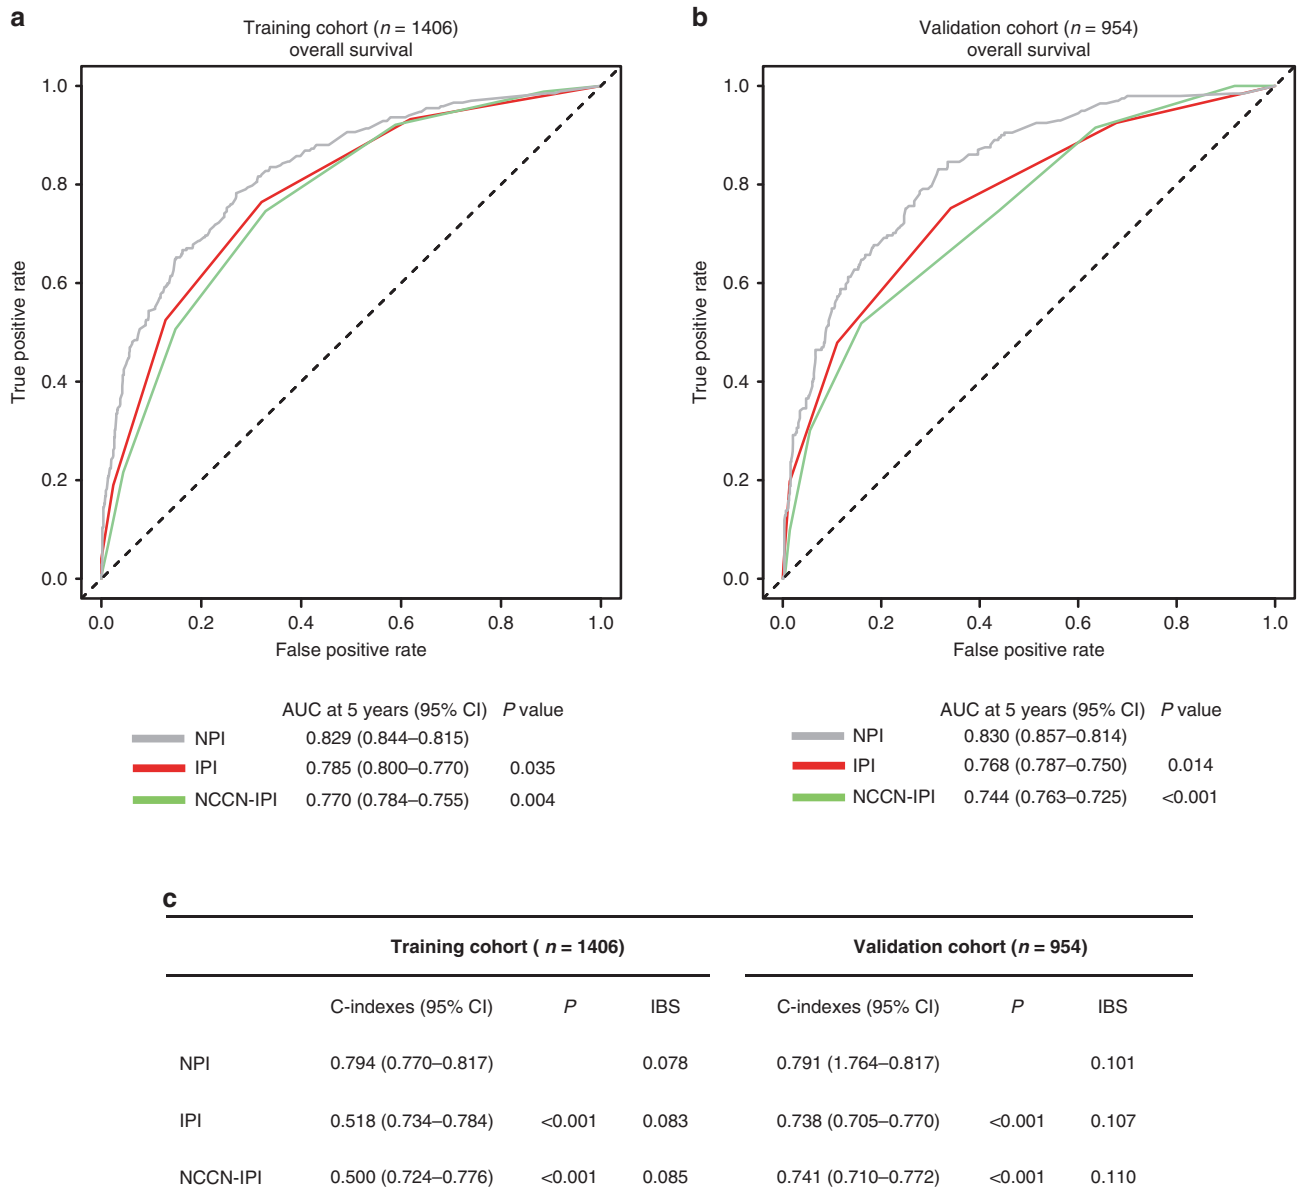 a
Training cohort (n = 1406)
overall survival
1.0
0.8
0.6
0.4
0.2
0.0
True positive rate
0.0 0.2 0.4 0.6 0.8 1.0
False positive rate
AUC at 5 years (95% CI) P value
NPI 0.829 (0.844–0.815)
IPI 0.785 (0.800–0.770) 0.035
NCCN-IPI 0.770 (0.784–0.755) 0.004
b
Validation cohort (n = 954)
overall survival
1.0
0.8
0.6
0.4
0.2
0.0
True positive rate
0.0 0.2 0.4 0.6 0.8 1.0
False positive rate
AUC at 5 years (95% CI) P value
NPI 0.830 (0.857–0.814)
IPI 0.768 (0.787–0.750) 0.014
NCCN-IPI 0.744 (0.763–0.725) <0.001
c
Training cohort ( n = 1406) Validation cohort (n = 954)
C-indexes (95% CI) P IBS C-indexes (95% CI) P IBS
NPI 0.794 (0.770–0.817) 0.078 0.791 (1.764–0.817) 0.101
IPI 0.518 (0.734–0.784) <0.001 0.083 0.738 (0.705–0.770) <0.001 0.107
NCCN-IPI 0.500 (0.724–0.776) <0.001 0.085 0.741 (0.710–0.772) <0.001 0.110